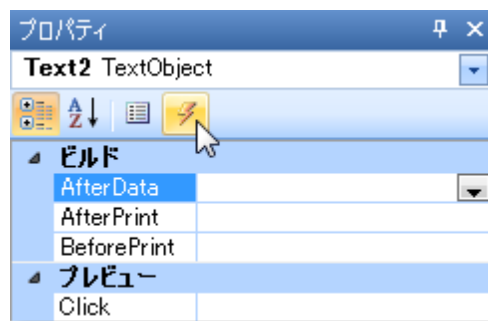 プロパティ
Text2 TextObject
ビルド
AfterData
AfterPrint
BeforePrint
プレビュー
Click